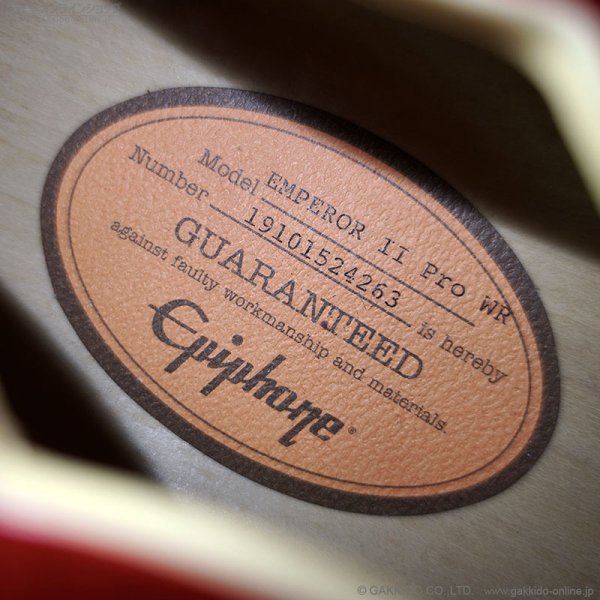 Model EMPEROR II Pro WR
Number 19101524263 is hereby
GUARANTEED
against faulty workmanship and materials.
Epiphone®
© GAKKIDO CO.,LTD. www.gakkido-online.jp